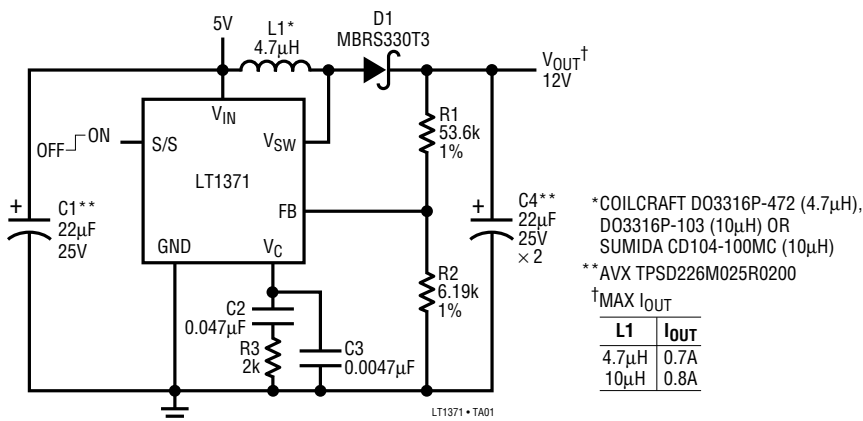 5V
L1*
4.7µH
D1
MBRS330T3
VOUT†
12V
VIN
OFF
ON
S/S
VSW
R1
53.6k
1%
LT1371
+
C1**
22µF
25V
FB
+
C4**
22µF
25V
× 2
GND
VC
R2
6.19k
1%
C2
0.047µF
R3
2k
C3
0.0047µF
LT1371 • TA01
*COILCRAFT DO3316P-472 (4.7µH),
DO3316P-103 (10µH) OR
SUMIDA CD104-100MC (10µH)
**AVX TPSD226M025R0200
†MAX IOUT
L1 IOUT
4.7µH 0.7A
10µH 0.8A